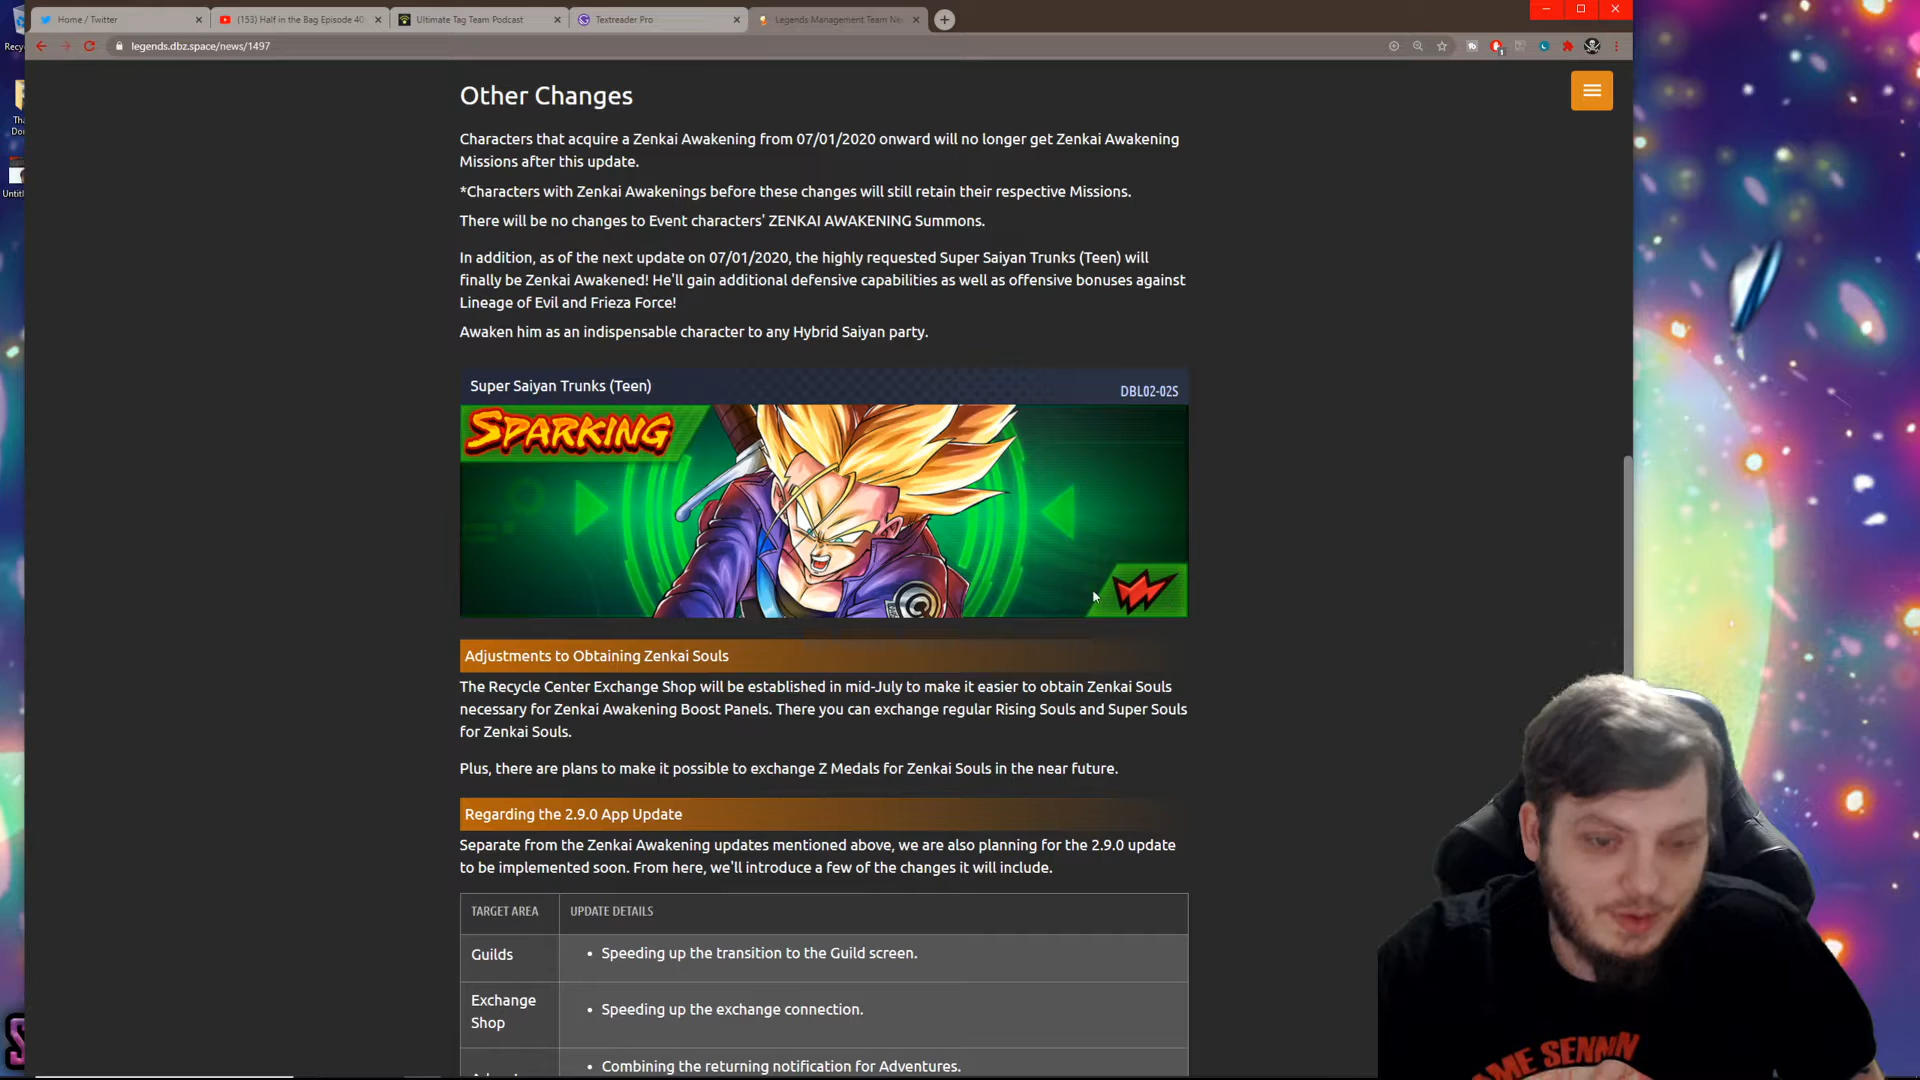 Home / Twitter
(153) Half in the Bag Episode 40
Ultimate Tag Team Podcast
Textreader Pro
Legends Management Team Ne
legends.dbz.space/news/1497
Other Changes
Characters that acquire a Zenkai Awakening from 07/01/2020 onward will no longer get Zenkai Awakening
Missions after this update.
*Characters with Zenkai Awakenings before these changes will still retain their respective Missions.
There will be no changes to Event characters' ZENKAI AWAKENING Summons.
In addition, as of the next update on 07/01/2020, the highly requested Super Saiyan Trunks (Teen) will
finally be Zenkai Awakened! He'll gain additional defensive capabilities as well as offensive bonuses against
Lineage of Evil and Frieza Force!
Awaken him as an indispensable character to any Hybrid Saiyan party.
Super Saiyan Trunks (Teen)
DBL02-02S
SPARKING
Adjustments to Obtaining Zenkai Souls
The Recycle Center Exchange Shop will be established in mid-July to make it easier to obtain Zenkai Souls
necessary for Zenkai Awakening Boost Panels. There you can exchange regular Rising Souls and Super Souls
for Zenkai Souls.
Plus, there are plans to make it possible to exchange Z Medals for Zenkai Souls in the near future.
Regarding the 2.9.0 App Update
Separate from the Zenkai Awakening updates mentioned above, we are also planning for the 2.9.0 update
to be implemented soon. From here, we'll introduce a few of the changes it will include.
TARGET AREA
UPDATE DETAILS
Guilds
• Speeding up the transition to the Guild screen.
Exchange
Shop
• Speeding up the exchange connection.
• Combining the returning notification for Adventures.